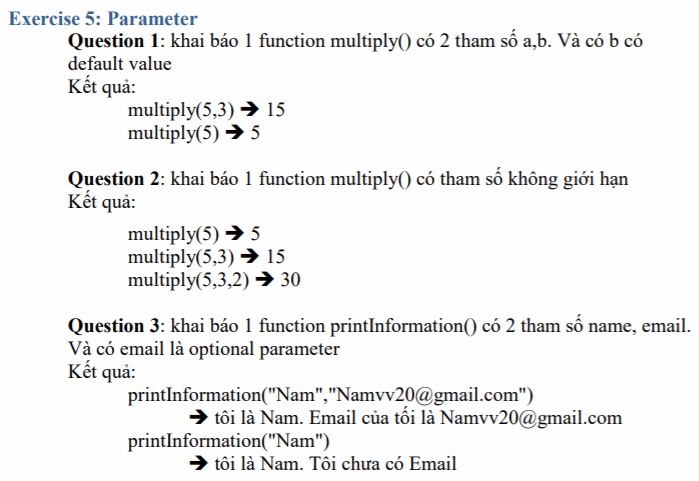 Exercise 5: Parameter
Question 1: khai báo 1 function multiply() có 2 tham số a,b. Và có b có
default value
Kết quả:
multiply(5,3) ➔ 15
multiply(5) ➔ 5
Question 2: khai báo 1 function multiply() có tham số không giới hạn
Kết quả:
multiply(5) ➔ 5
multiply(5,3) ➔ 15
multiply(5,3,2) ➔ 30
Question 3: khai báo 1 function printInformation() có 2 tham số name, email.
Và có email là optional parameter
Kết quả:
printInformation("Nam","Namvv20@gmail.com")
➔ tôi là Nam. Email của tối là Namvv20@gmail.com
printInformation("Nam")
➔ tôi là Nam. Tôi chưa có Email